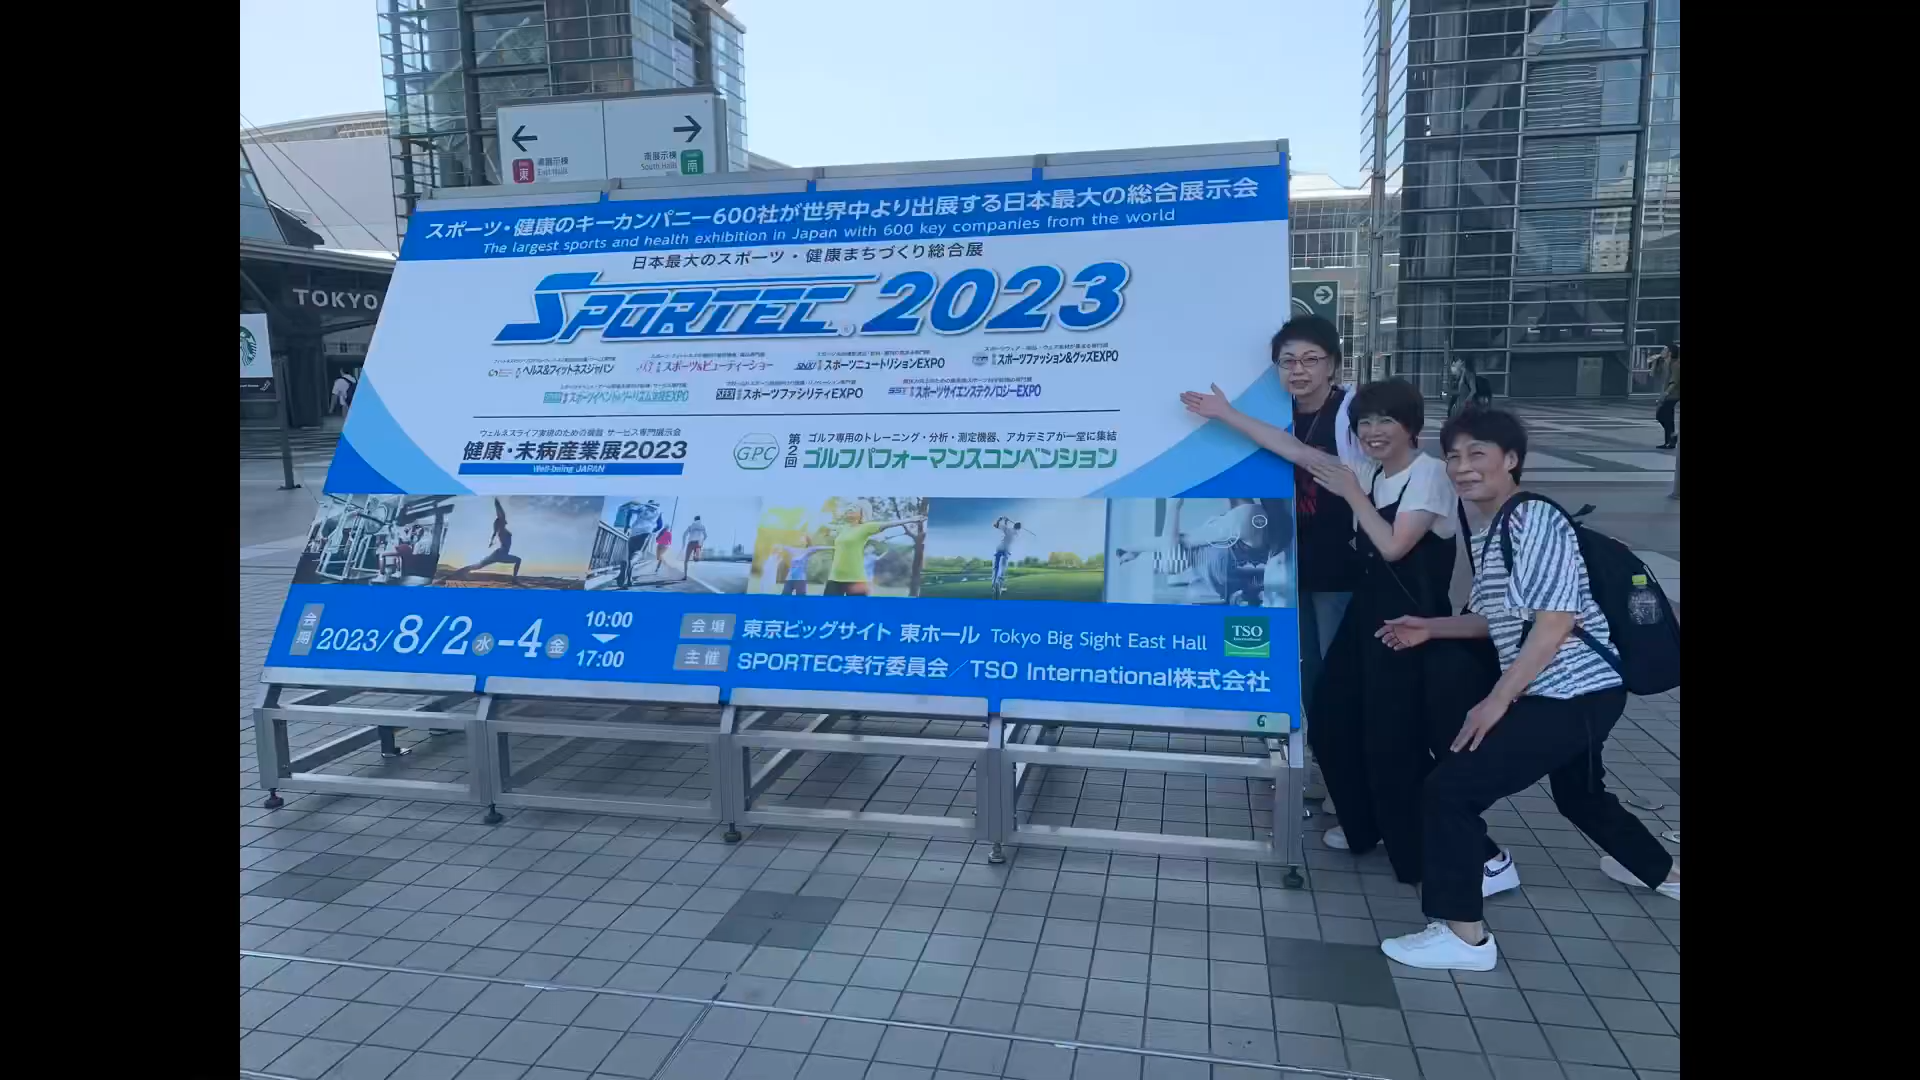 東展示棟
East Halls
南展示棟
South Halls
東
南
スポーツ・健康のキーカンパニー600社が世界中より出展する日本最大の総合展示会
The largest sports and health exhibition in Japan with 600 key companies from the world
日本最大のスポーツ・健康まちづくり総合展
TOKYO
SPORTEC 2023
ヘルス&フィットネスジャパン
スポーツ&ビューティーショー
スポーツニュートリションEXPO
スポーツファッション&グッズEXPO
SFEX スポーツファシリティEXPO
スポーツサイエンステクノロジーEXPO
ウェルネスライフ実現のための機器 サービス専門展示会
健康・未病産業展2023
Well-being JAPAN
GPC
第2回
ゴルフ専用のトレーニング・分析・測定機器、アカデミアが一堂に集結
ゴルフパフォーマンスコンベンション
会期 2023/8/2水-4金 10:00 17:00
会場 東京ビッグサイト 東ホール Tokyo Big Sight East Hall
主催 SPORTEC実行委員会/TSO International株式会社
TSO
International
G